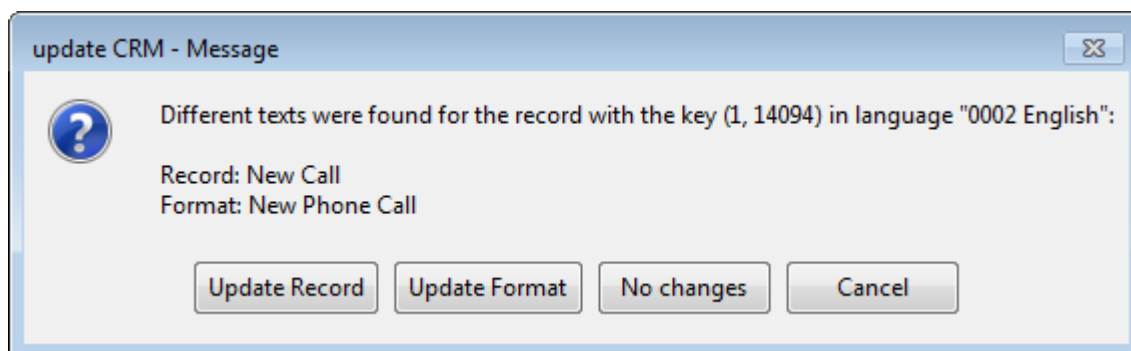 update CRM - Message
Different texts were found for the record with the key (1, 14094) in language "0002 English":
Record: New Call
Format: New Phone Call
Update Record
Update Format
No changes
Cancel